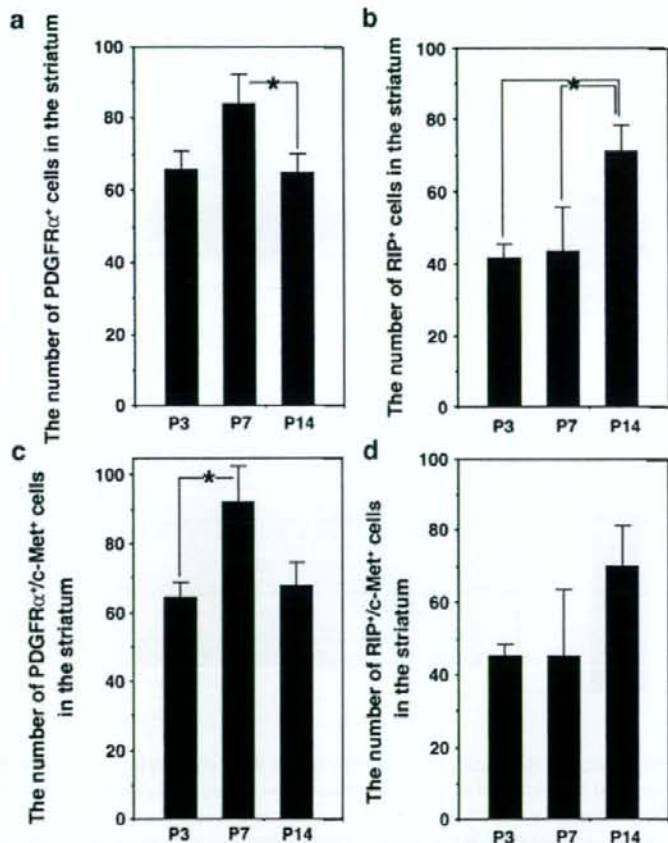 a
The number of PDGFRα⁺ cells in the striatum
100
80
60
40
20
0
*
P3 P7 P14
b
The number of RIP⁺ cells in the striatum
100
80
60
40
20
0
*
P3 P7 P14
c
The number of PDGFRα⁺/c-Met⁺ cells
in the striatum
100
80
60
40
20
0
*
P3 P7 P14
d
The number of RIP⁺/c-Met⁺ cells
in the striatum
100
80
60
40
20
0
P3 P7 P14